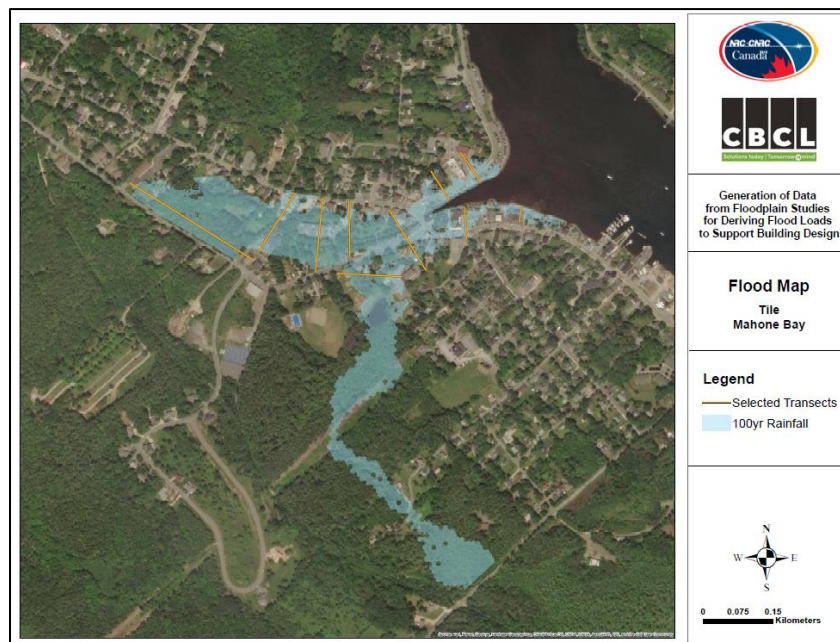 NRC·CNRC
Canada
CBCL
Solutions today | Tomorrow mind
Generation of Data
from Floodplain Studies
for Deriving Flood Loads
to Support Building Design
Flood Map
Tile
Mahone Bay
Legend
Selected Transects
100yr Rainfall
N
W
E
S
0 0.075 0.15
Kilometers